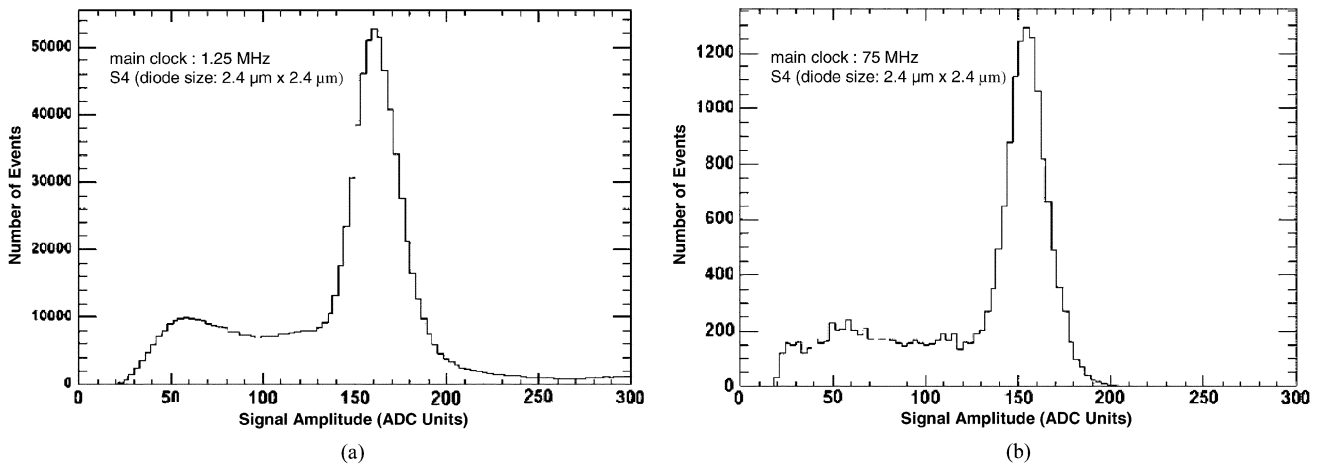 main clock : 1.25 MHz
S4 (diode size: 2.4 µm x 2.4 µm)
Number of Events
50000
40000
30000
20000
10000
0
0 50 100 150 200 250 300
Signal Amplitude (ADC Units)
(a)
main clock : 75 MHz
S4 (diode size: 2.4 µm x 2.4 µm)
Number of Events
1200
1000
800
600
400
200
0
0 50 100 150 200 250 300
Signal Amplitude (ADC Units)
(b)